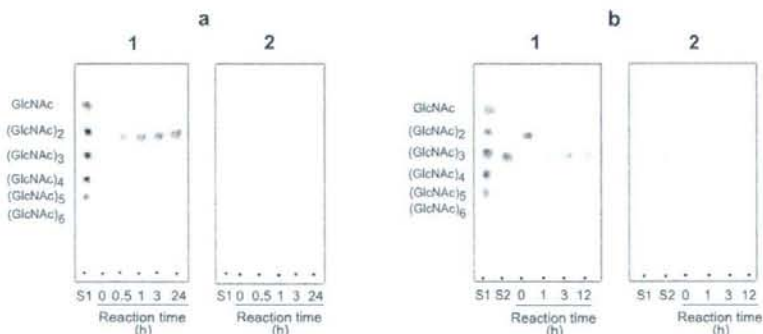 a
b
1
2
1
2
GlcNAc
(GlcNAc)2
(GlcNAc)3
(GlcNAc)4
(GlcNAc)5
(GlcNAc)6
S1 0 0.5 1 3 24
Reaction time
(h)
S1 0 0.5 1 3 24
Reaction time
(h)
GlcNAc
(GlcNAc)2
(GlcNAc)3
(GlcNAc)4
(GlcNAc)5
(GlcNAc)6
S1 S2 0 1 3 12
Reaction time
(h)
S1 S2 0 1 3 12
Reaction time
(h)